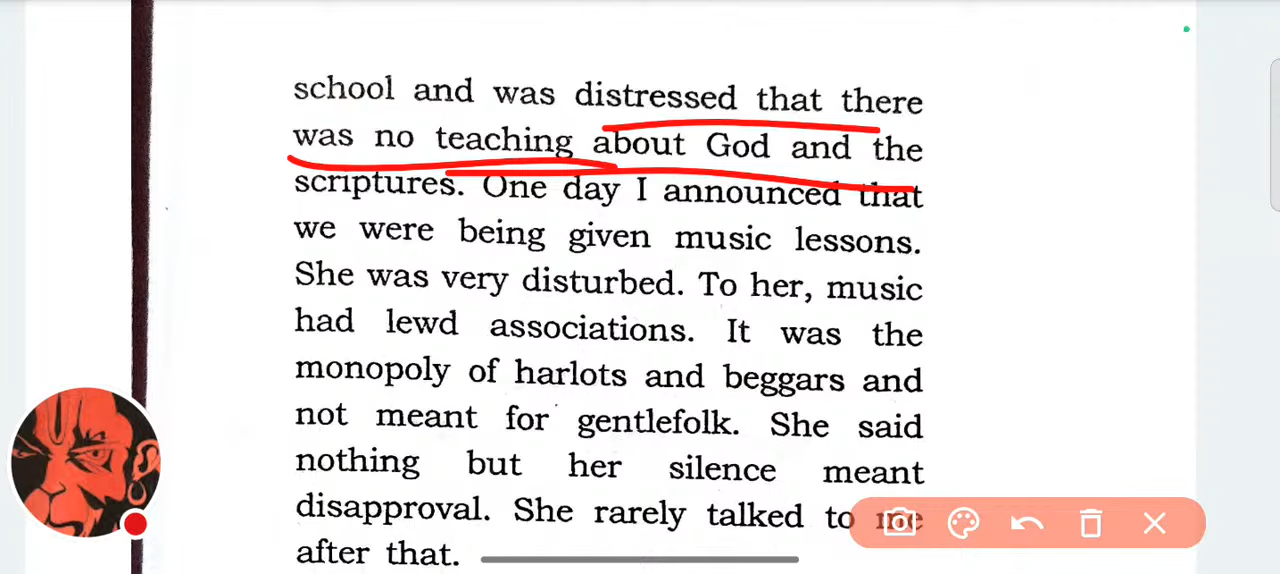 school and was distressed that there
was no teaching about God and the
scriptures. One day I announced that
we were being given music lessons.
She was very disturbed. To her, music
had lewd associations. It was the
monopoly of harlots and beggars and
not meant for gentlefolk. She said
nothing but her silence meant
disapproval. She rarely talked to me
after that.